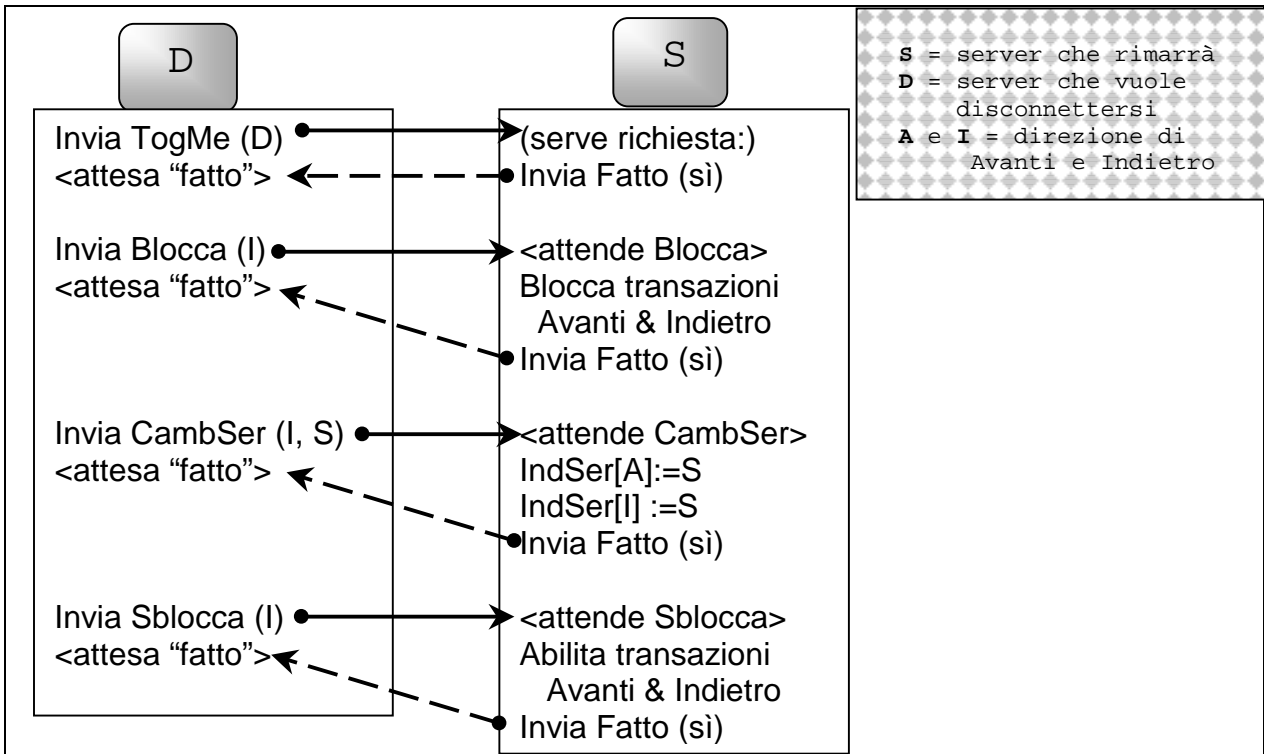 D
Invia TogMe (D)
<attesa “fatto”>
Invia Blocca (I)
<attesa “fatto”>
Invia CambSer (I, S)
<attesa “fatto”>
Invia Sblocca (I)
<attesa “fatto”>
S
(serve richiesta:)
Invia Fatto (sì)
<attende Blocca>
Blocca transazioni
Avanti & Indietro
Invia Fatto (sì)
<attende CambSer>
IndSer[A]:=S
IndSer[I] :=S
Invia Fatto (sì)
<attende Sblocca>
Abilita transazioni
Avanti & Indietro
Invia Fatto (sì)
S = server che rimarrà
D = server che vuole
disconnettersi
A e I = direzione di
Avanti e Indietro